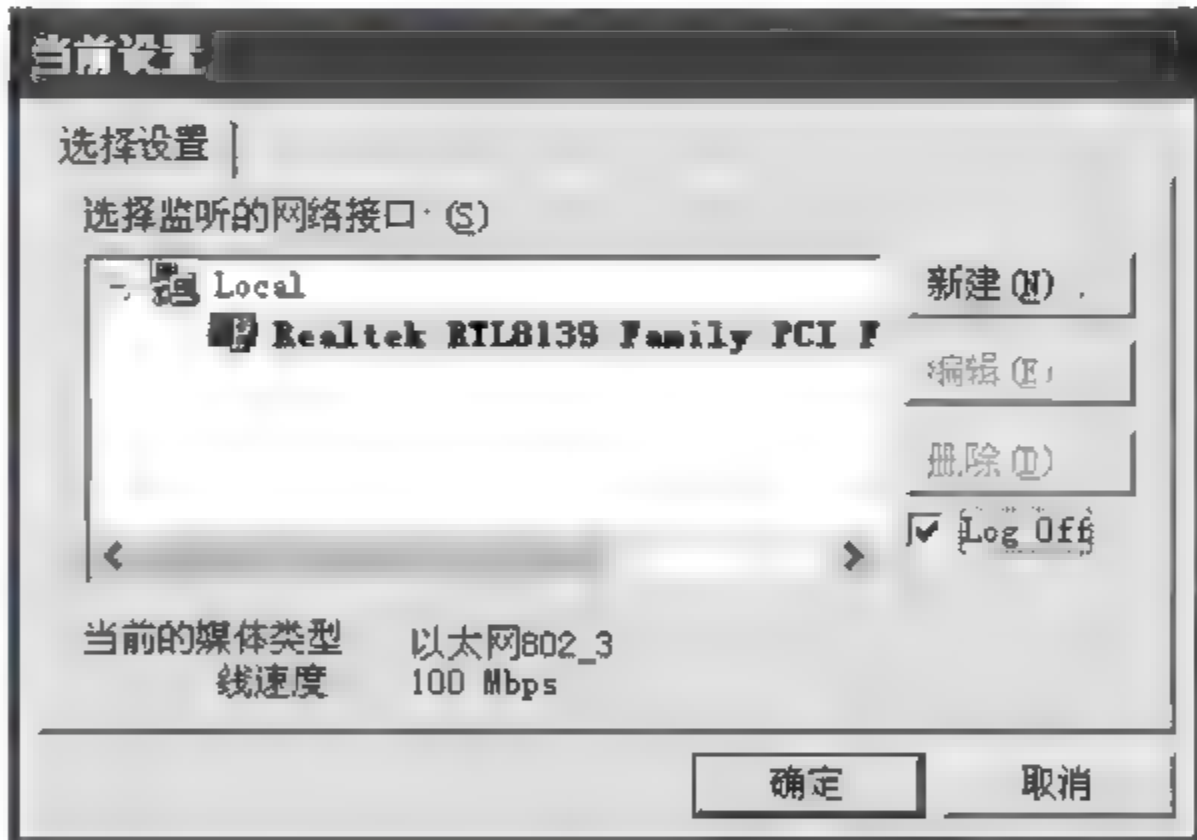 当前设置
选择设置
选择监听的网络接口 (S)
Local
Realtek RTL8139 Family PCI F
新建(N)
编辑(E)
删除(D)
Log Off
当前的媒体类型 以太网802_3
线速度 100 Mbps
确定 取消